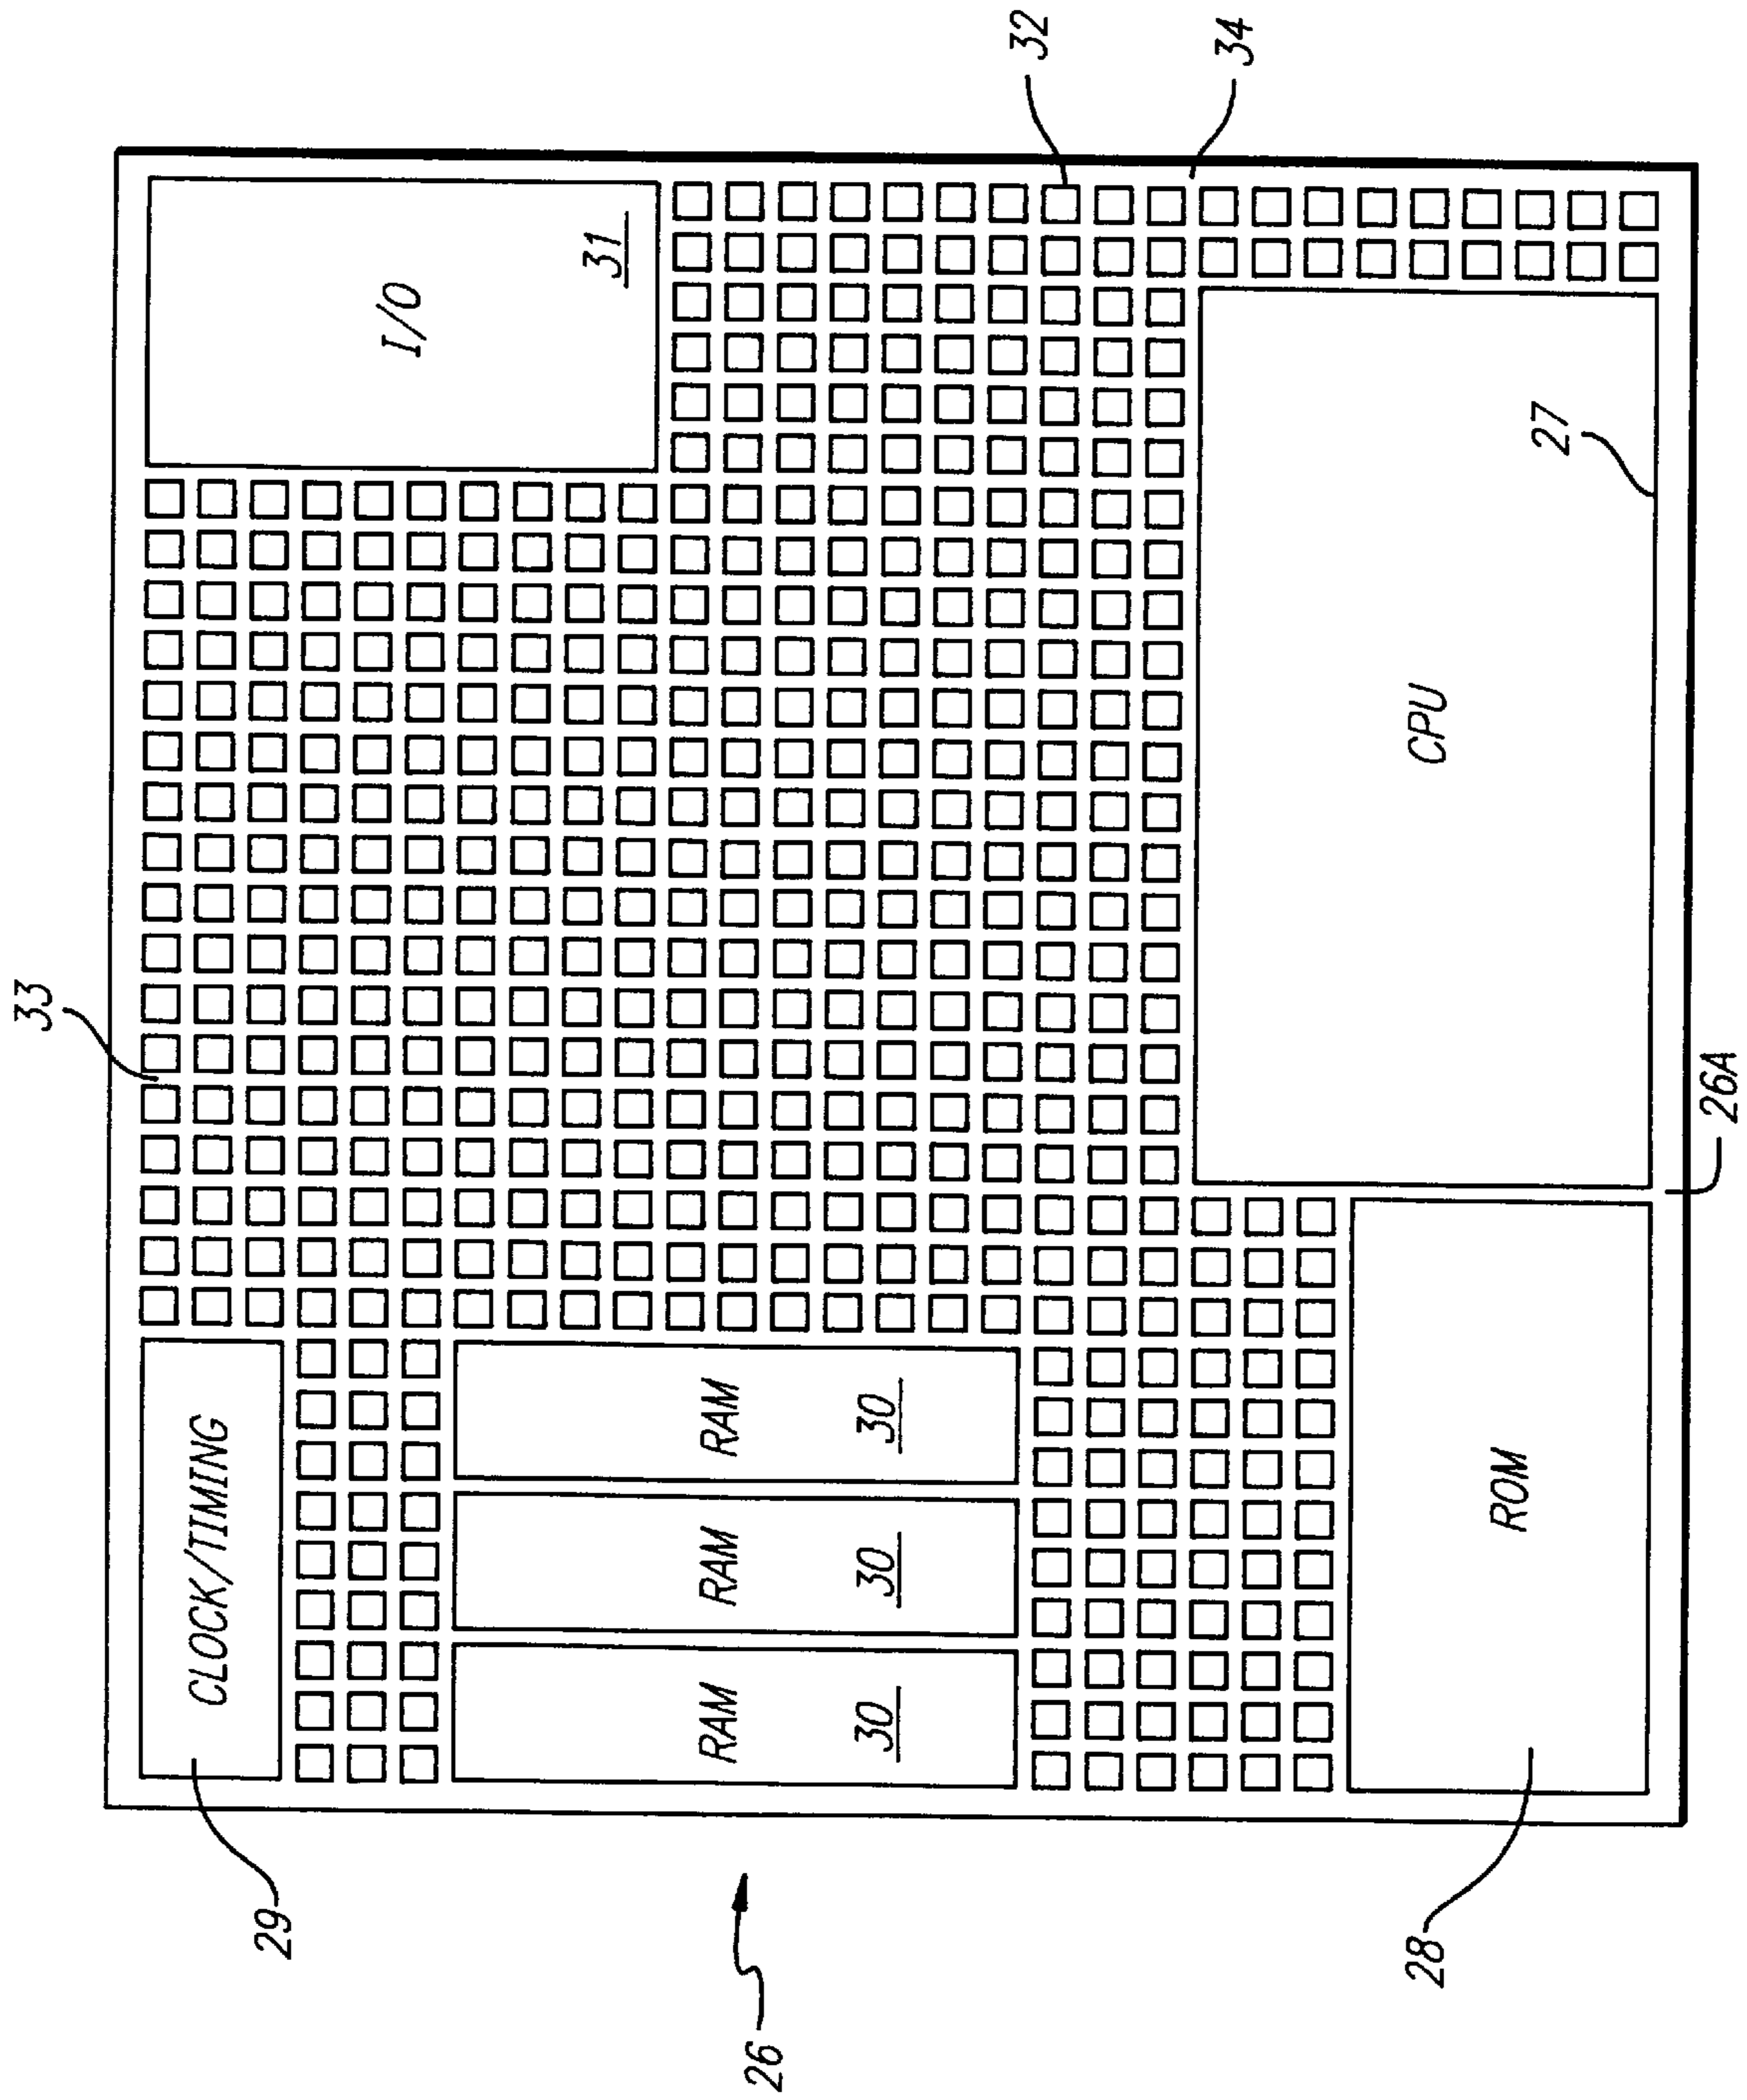 26
29
CLOCK/TIMING
33
I/O
31
RAM
30
RAM
30
RAM
30
32
34
28
ROM
26A
CPU
27